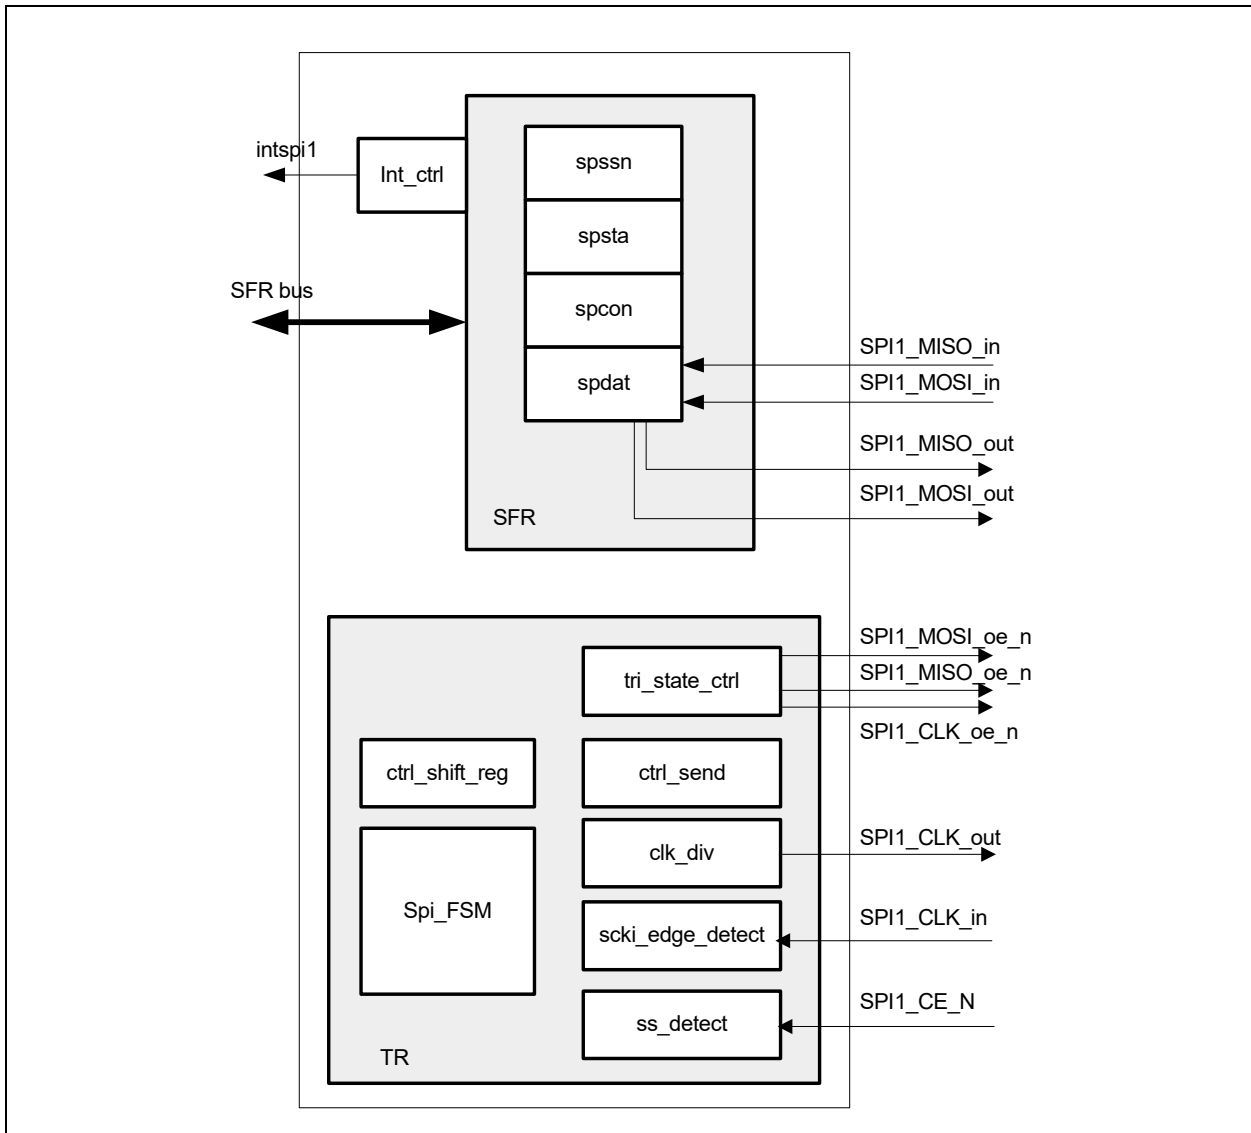 intspi1
Int_ctrl
spssn
spsta
SFR bus
spcon
spdat
SPI1_MISO_in
SPI1_MOSI_in
SPI1_MISO_out
SPI1_MOSI_out
SFR
SPI1_MOSI_oe_n
tri_state_ctrl
SPI1_MISO_oe_n
SPI1_CLK_oe_n
ctrl_shift_reg
ctrl_send
clk_div
SPI1_CLK_out
Spi_FSM
scki_edge_detect
SPI1_CLK_in
ss_detect
SPI1_CE_N
TR